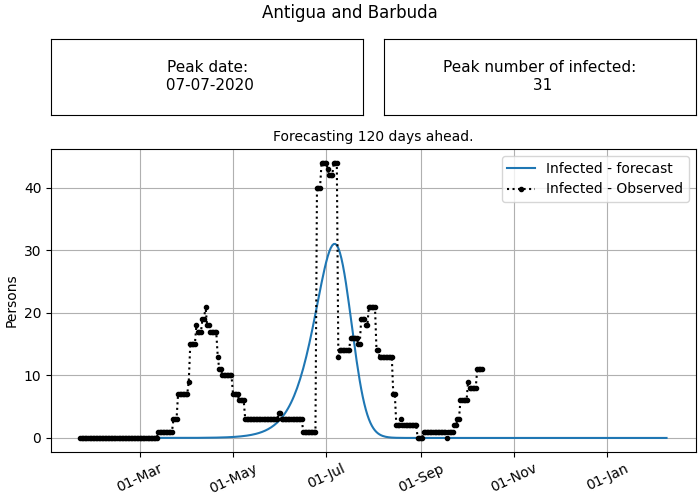 Antigua and Barbuda
Peak date:
07-07-2020
Peak number of infected:
31
Forecasting 120 days ahead.
Infected - forecast
Infected - Observed
Persons
40
30
20
10
0
01-Mar
01-May
01-Jul
01-Sep
01-Nov
01-Jan